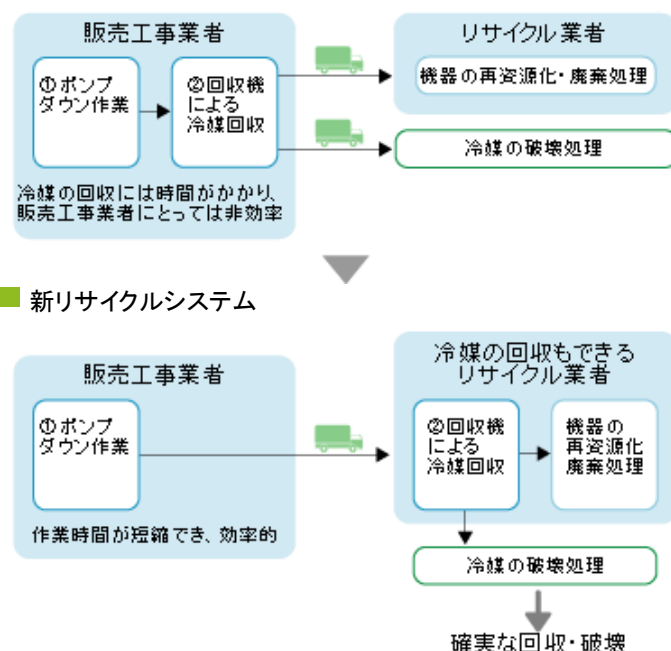 販売工事業者
①ポンプ
ダウン作業
②回収機
による
冷媒回収
冷媒の回収には時間がかかり、
販売工事業者にとっては非効率
リサイクル業者
機器の再資源化・廃棄処理
冷媒の破壊処理
新リサイクルシステム
販売工事業者
①ポンプ
ダウン作業
作業時間が短縮でき、効率的
冷媒の回収もできる
リサイクル業者
②回収機
による
冷媒回収
機器の
再資源化
廃棄処理
冷媒の破壊処理
確実な回収・破壊